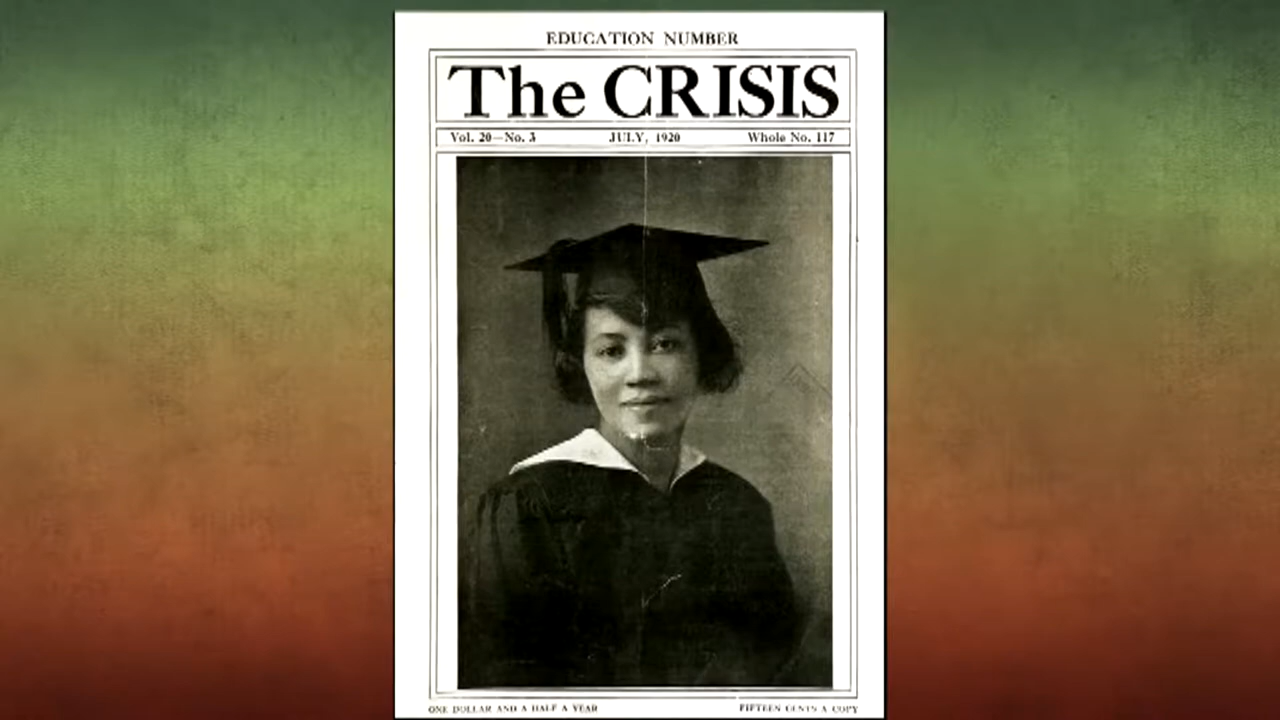 EDUCATION NUMBER
The CRISIS
Vol. 20—No. 3 JULY, 1920 Whole No. 117
ONE DOLLAR AND A HALF A YEAR FIFTEEN CENTS A COPY